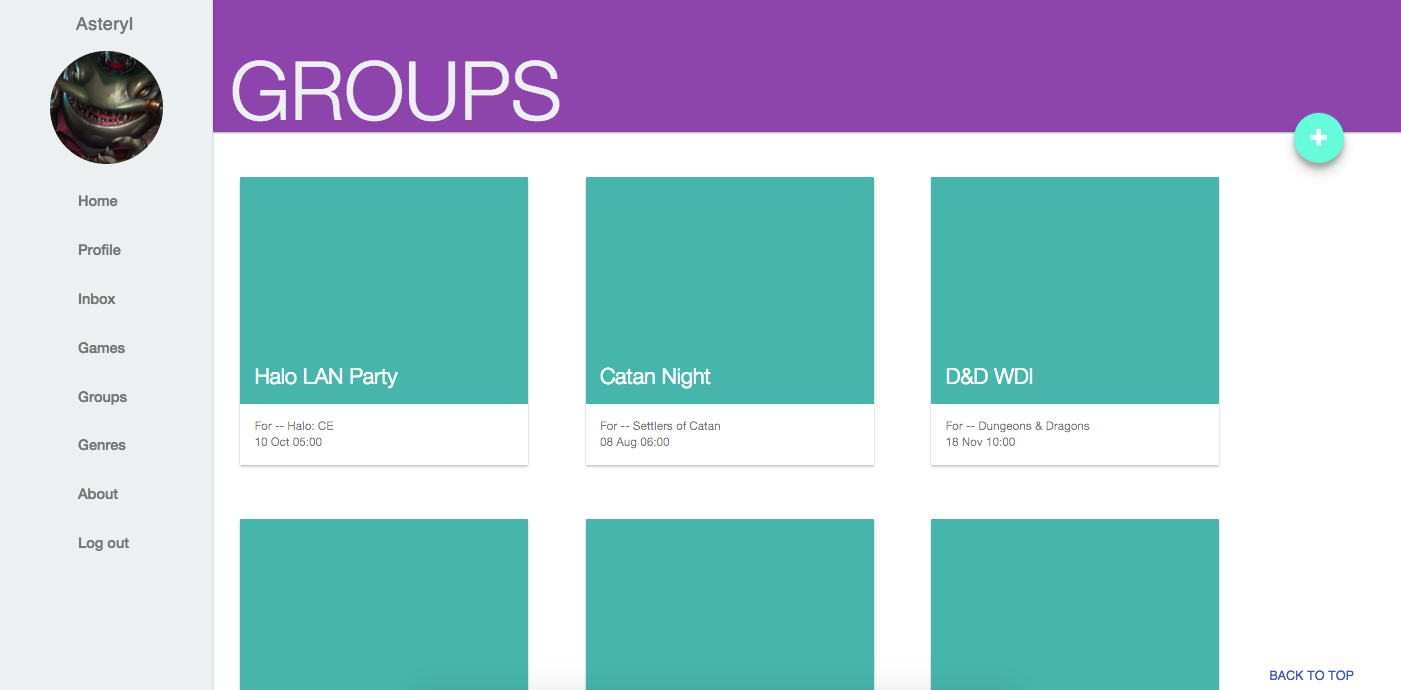 Asteryl
Home
Profile
Inbox
Games
Groups
Genres
About
Log out
GROUPS
+
Halo LAN Party
For -- Halo: CE
10 Oct 05:00
Catan Night
For -- Settlers of Catan
08 Aug 06:00
D&D WDI
For -- Dungeons & Dragons
18 Nov 10:00
BACK TO TOP